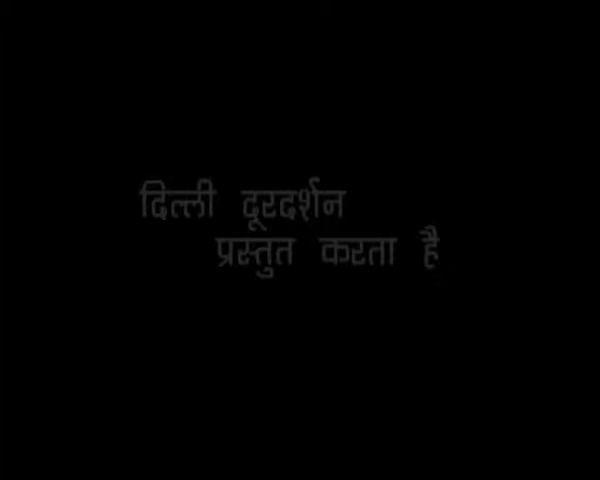 दिल्ली दूरदर्शन
प्रस्तुत करता है